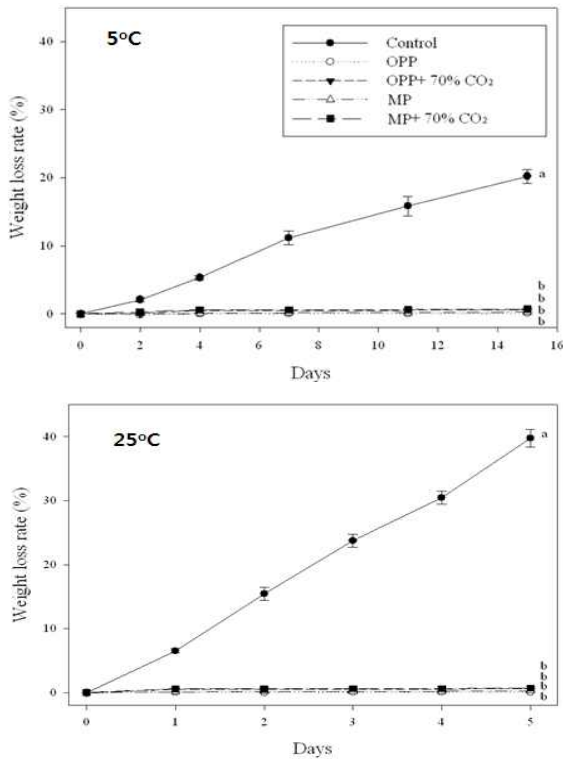 5°C
Control
OPP
OPP+ 70% CO₂
MP
MP+ 70% CO₂
Weight loss rate (%)
40
30
20
10
0
a
b
b
b
b
0 2 4 6 8 10 12 14 16
Days
25°C
Weight loss rate (%)
40
30
20
10
0
a
b
b
b
b
0 1 2 3 4 5
Days